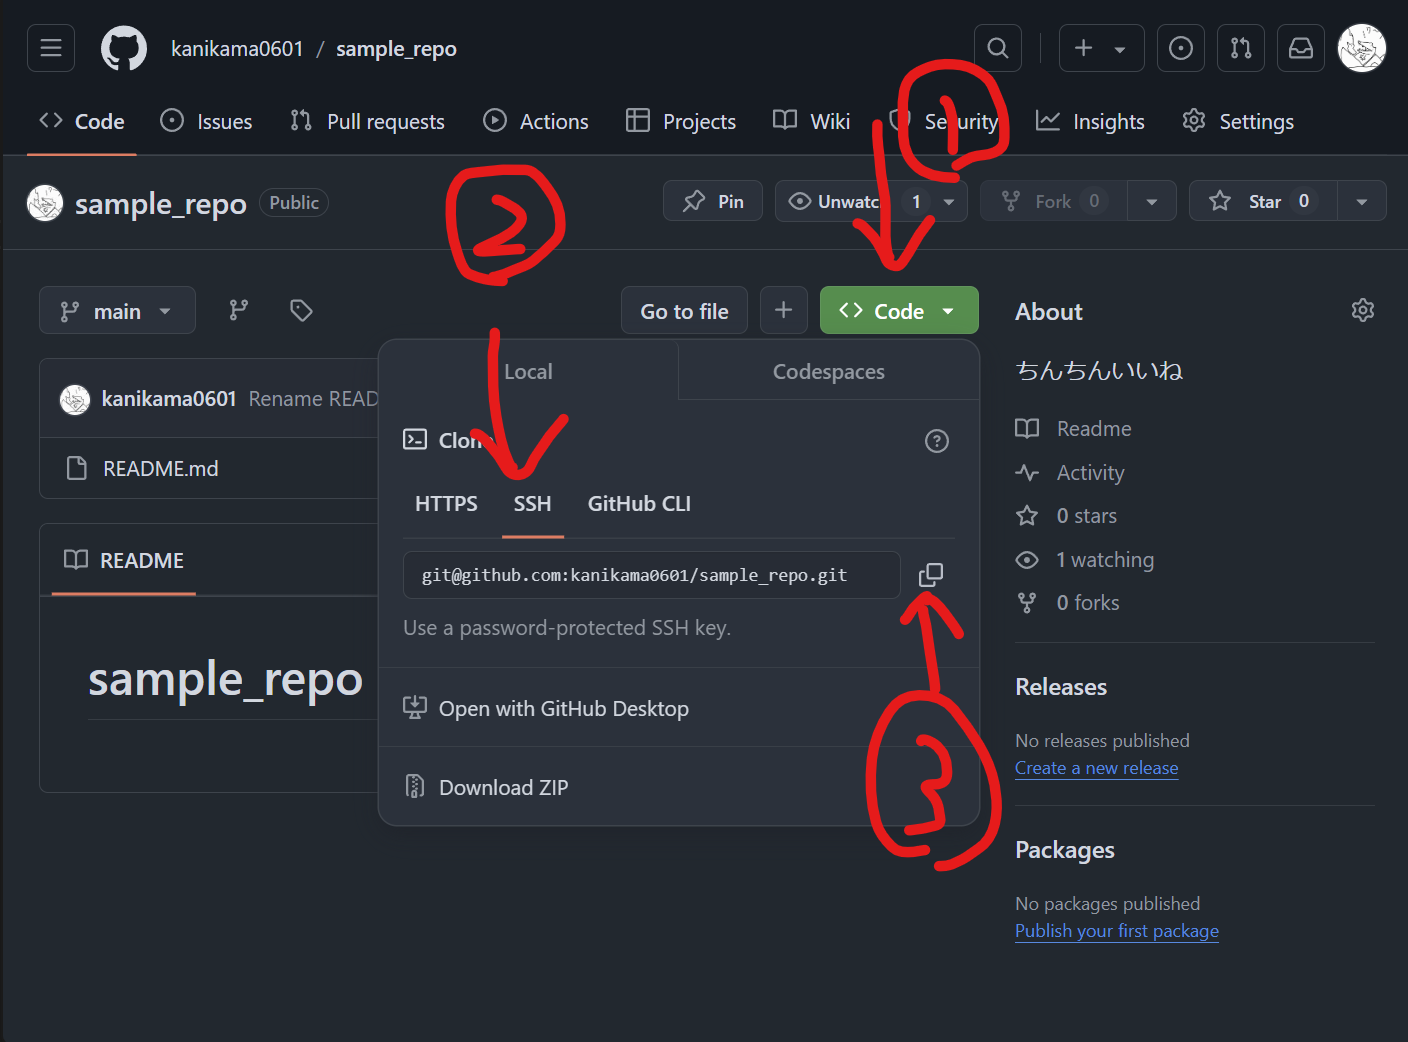 kanikama0601 / sample_repo
Code Issues Pull requests Actions Projects Wiki Security Insights Settings
1
2
sample_repo Public Pin Unwatc 1 Fork 0 Star 0
main Go to file Code
Local Codespaces
kanikama0601 Rename READ
Clone
README.md
HTTPS SSH GitHub CLI
README
git@github.com:kanikama0601/sample_repo.git
Use a password-protected SSH key.
sample_repo
Open with GitHub Desktop
Download ZIP
3
About
ちんちんいいね
Readme
Activity
0 stars
1 watching
0 forks
Releases
No releases published
Create a new release
Packages
No packages published
Publish your first package